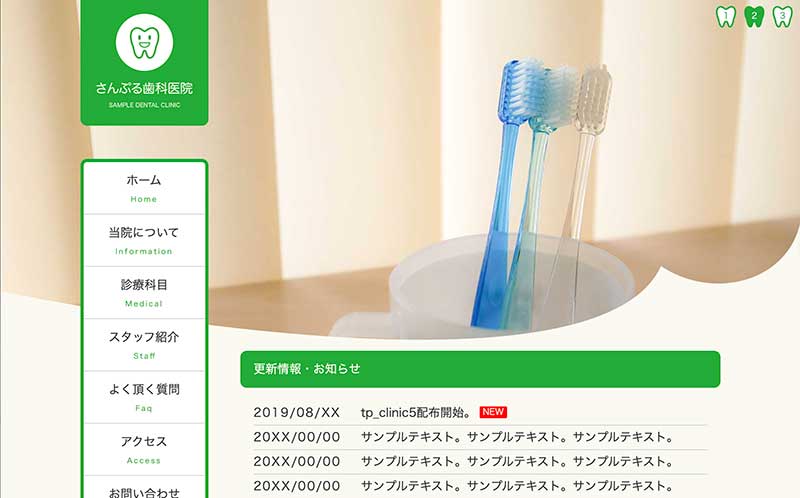 さんぷる歯科医院
SAMPLE DENTAL CLINIC
1 2 3
ホーム
Home
当院について
Information
診療科目
Medical
スタッフ紹介
Staff
よく頂く質問
Faq
アクセス
Access
お問い合わせ
更新情報・お知らせ
2019/08/XX tp_clinic5配布開始。 NEW
20XX/00/00 サンプルテキスト。サンプルテキスト。サンプルテキスト。
20XX/00/00 サンプルテキスト。サンプルテキスト。サンプルテキスト。
20XX/00/00 サンプルテキスト。サンプルテキスト。サンプルテキスト。